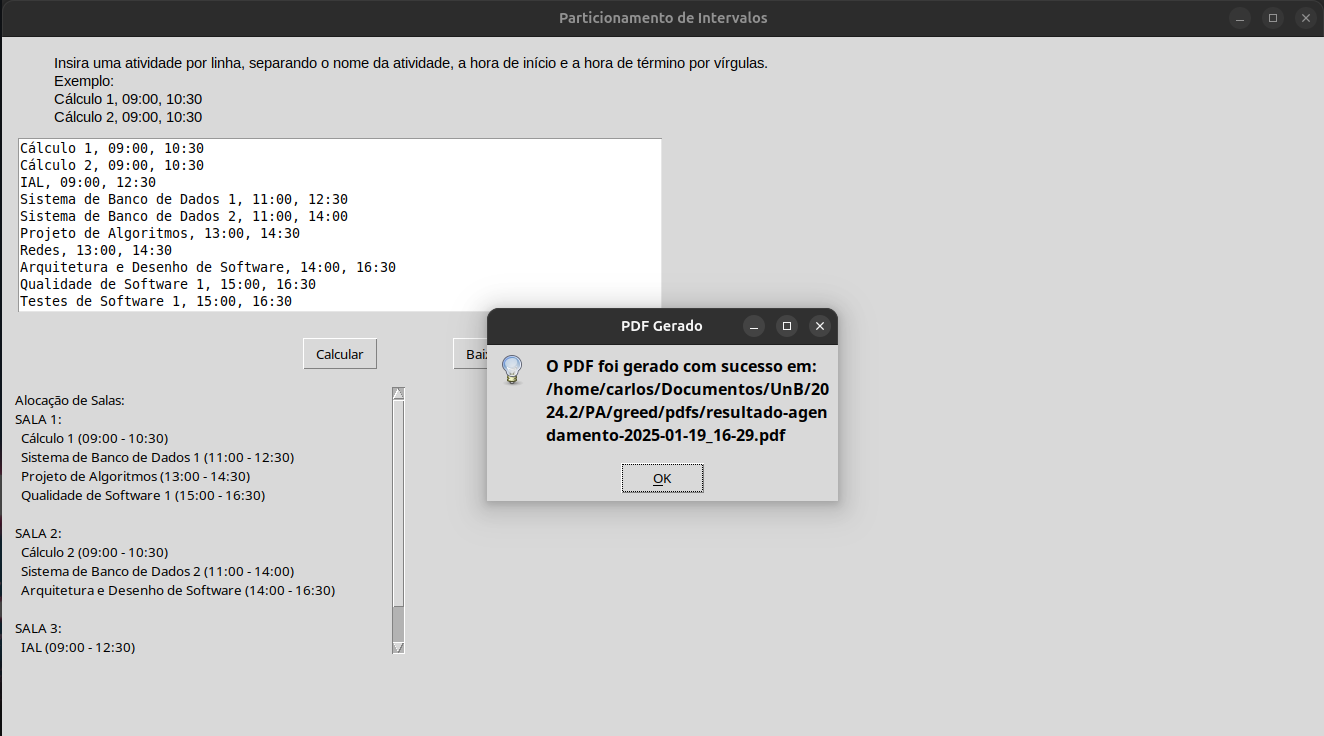 Particionamento de Intervalos
Insira uma atividade por linha, separando o nome da atividade, a hora de início e a hora de término por vírgulas.
Exemplo:
Cálculo 1, 09:00, 10:30
Cálculo 2, 09:00, 10:30
Cálculo 1, 09:00, 10:30
Cálculo 2, 09:00, 10:30
IAL, 09:00, 12:30
Sistema de Banco de Dados 1, 11:00, 12:30
Sistema de Banco de Dados 2, 11:00, 14:00
Projeto de Algoritmos, 13:00, 14:30
Redes, 13:00, 14:30
Arquitetura e Desenho de Software, 14:00, 16:30
Qualidade de Software 1, 15:00, 16:30
Testes de Software 1, 15:00, 16:30
Calcular
PDF Gerado
O PDF foi gerado com sucesso em:
/home/carlos/Documentos/UnB/20
24.2/PA/greed/pdfs/resultado-agen
damento-2025-01-19_16-29.pdf
OK
Alocação de Salas:
SALA 1:
Cálculo 1 (09:00 - 10:30)
Sistema de Banco de Dados 1 (11:00 - 12:30)
Projeto de Algoritmos (13:00 - 14:30)
Qualidade de Software 1 (15:00 - 16:30)
SALA 2:
Cálculo 2 (09:00 - 10:30)
Sistema de Banco de Dados 2 (11:00 - 14:00)
Arquitetura e Desenho de Software (14:00 - 16:30)
SALA 3:
IAL (09:00 - 12:30)